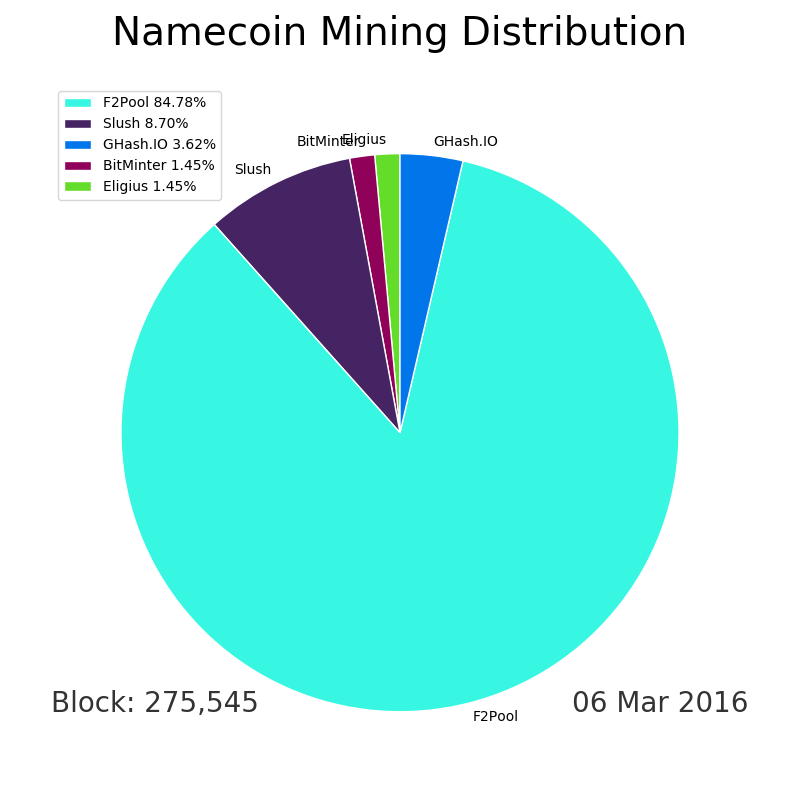 Namecoin Mining Distribution
F2Pool 84.78%
Slush 8.70%
GHash.IO 3.62%
BitMinter 1.45%
Eligius 1.45%
BitMinter
Eligius
GHash.IO
Slush
F2Pool
Block: 275,545
06 Mar 2016